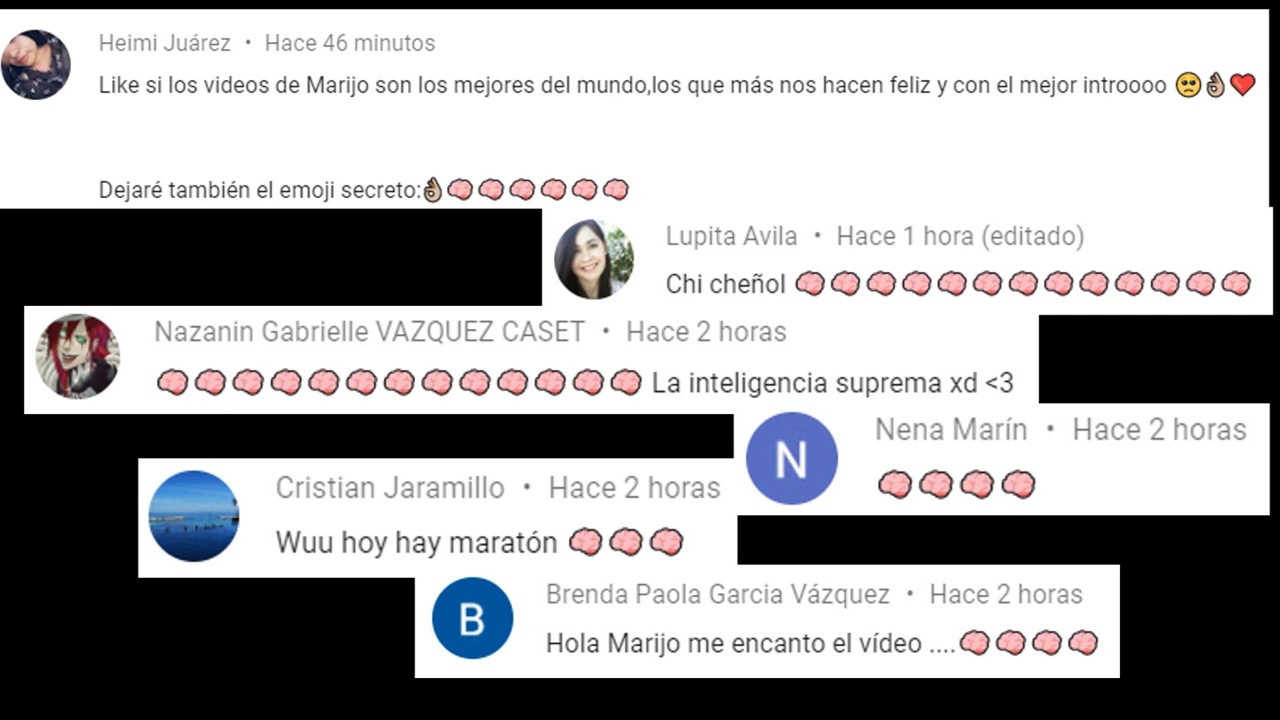 Heimi Juárez • Hace 46 minutos
Like si los videos de Marijo son los mejores del mundo,los que más nos hacen feliz y con el mejor introooo 🥺👌🏼❤️
Dejaré también el emoji secreto:👌🏼🧠🧠🧠🧠🧠🧠
Lupita Avila • Hace 1 hora (editado)
Chi cheñol 🧠🧠🧠🧠🧠🧠🧠🧠🧠🧠🧠🧠🧠
Nazanin Gabrielle VAZQUEZ CASET • Hace 2 horas
🧠🧠🧠🧠🧠🧠🧠🧠🧠🧠🧠🧠🧠 La inteligencia suprema xd <3
N
Nena Marín • Hace 2 horas
🧠🧠🧠🧠
Cristian Jaramillo • Hace 2 horas
Wuu hoy hay maratón 🧠🧠🧠
B
Brenda Paola Garcia Vázquez • Hace 2 horas
Hola Marijo me encanto el vídeo ....🧠🧠🧠🧠